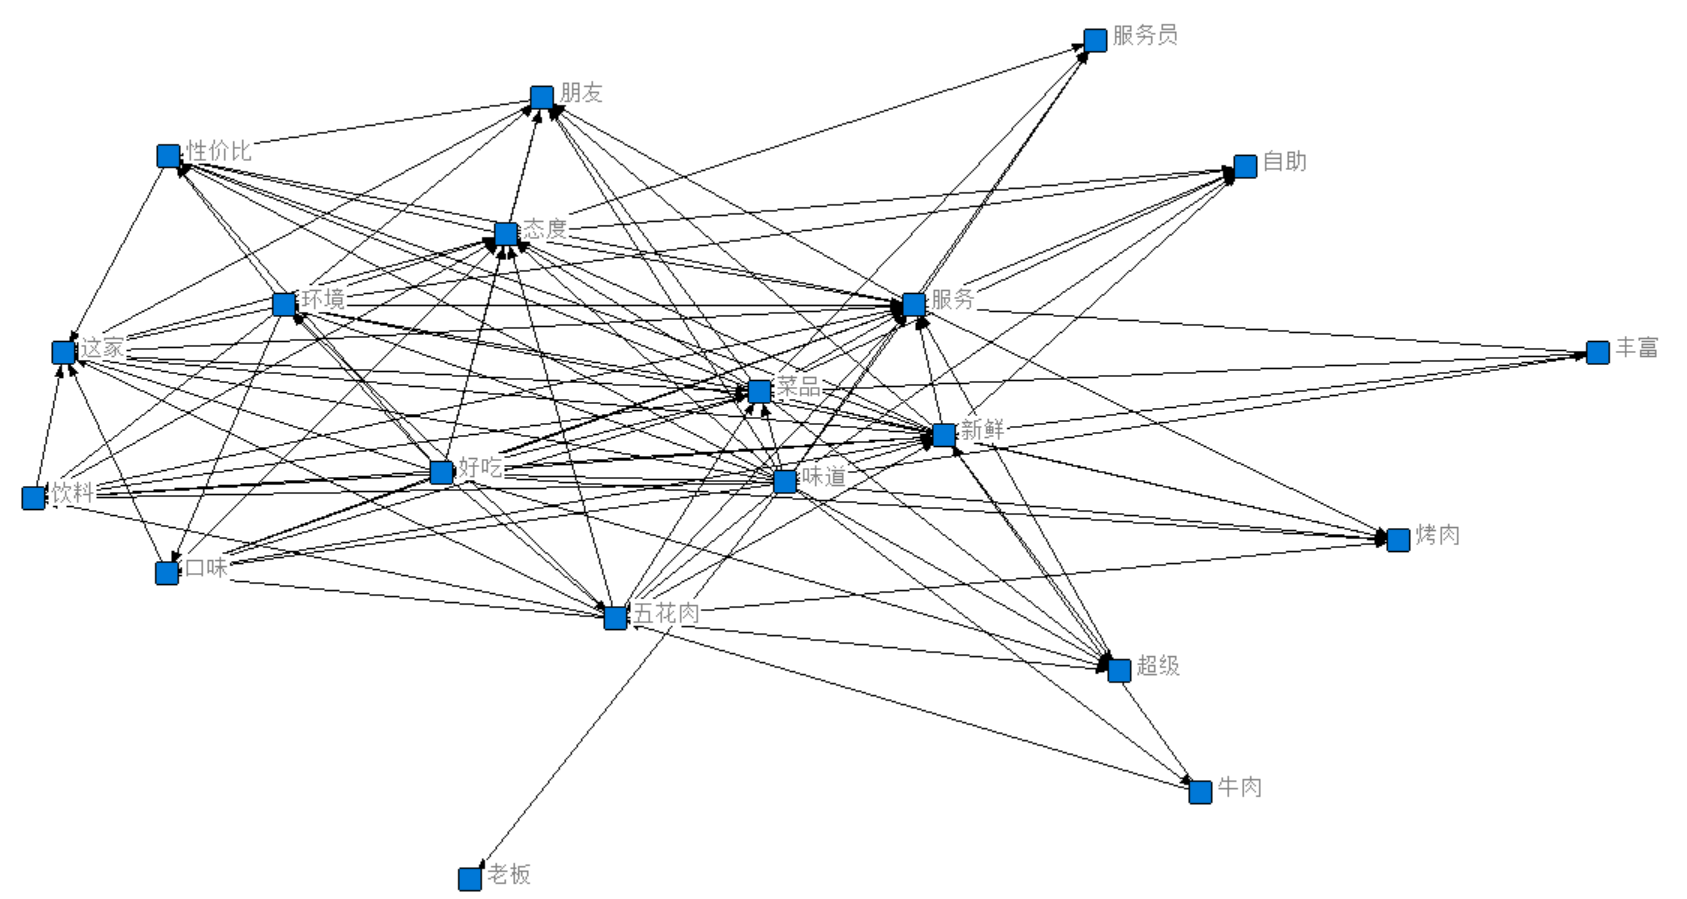 服务员
朋友
性价比
自助
态度
环境
服务
这家
丰富
菜品
新鲜
好吃
味道
饮料
烤肉
口味
五花肉
超级
牛肉
老板